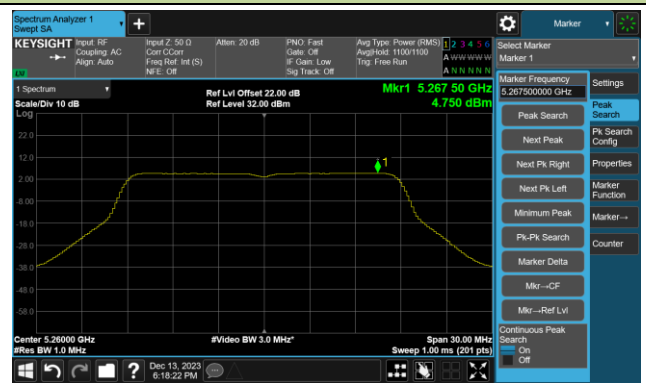 Spectrum Analyzer 1
Swept SA
Marker
KEYSIGHT
Input: RF
Coupling: AC
Align: Auto
Input Z: 50 Ω
Corr CCorr
Freq Ref: Int (S)
NFE: Off
Atten: 20 dB
PNO: Fast
Gate: Off
IF Gain: Low
Sig Track: Off
Avg Type: Power (RMS)
Avg|Hold: 1100/1100
Trig: Free Run
1 2 3 4 5 6
A W W W W W
A N N N N N
Select Marker
Marker 1
LW
1 Spectrum
Scale/Div 10 dB
Log
Ref Lvl Offset 22.00 dB
Ref Level 32.00 dBm
Mkr1 5.267 50 GHz
4.750 dBm
22.0
12.0
2.00
-8.00
-18.0
-28.0
-38.0
-48.0
-58.0
1
Center 5.26000 GHz
#Res BW 1.0 MHz
#Video BW 3.0 MHz*
Span 30.00 MHz
Sweep 1.00 ms (201 pts)
Marker Frequency
5.267500000 GHz
Peak Search
Next Peak
Next Pk Right
Next Pk Left
Minimum Peak
Pk-Pk Search
Marker Delta
Mkr→CF
Mkr→Ref Lvl
Continuous Peak
Search
On
Off
Settings
Peak
Search
Pk Search
Config
Properties
Marker
Function
Marker→
Counter
Dec 13, 2023
6:18:22 PM